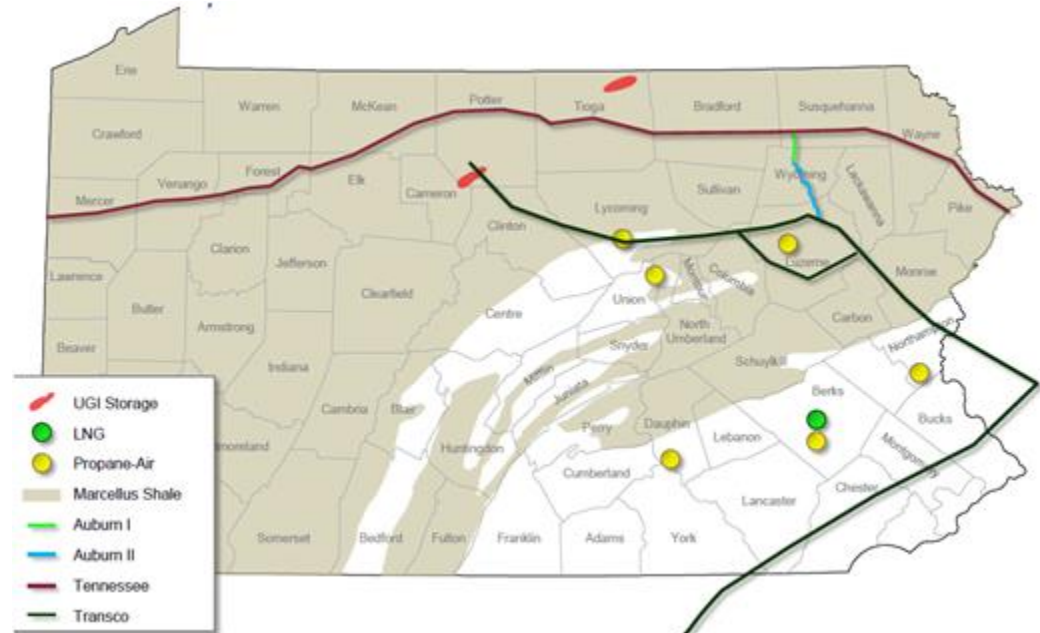 Erie
Warren
McKean
Potter
Tioga
Bradford
Susquehanna
Wayne
Crawford
Forest
Venango
Mercer
Elk
Cameron
Sullivan
Wyoming
Lackawanna
Pike
Lycoming
Clinton
Clarion
Jefferson
Lawrence
Luzerne
Monroe
Columbia
Montour
Union
Clearfield
Centre
Butler
Armstrong
Carbon
Northampton
North
Umberland
Snyder
Beaver
Indiana
Schuylkill
Mifflin
Juniata
Berks
Cambria
Blair
Bucks
Perry
Dauphin
Lebanon
Montgomery
moreland
Huntingdon
Cumberland
Chester
Lancaster
Somerset
Bedford
Fulton
Franklin
Adams
York
UGI Storage
LNG
Propane-Air
Marcellus Shale
Auburn I
Auburn II
Tennessee
Transco